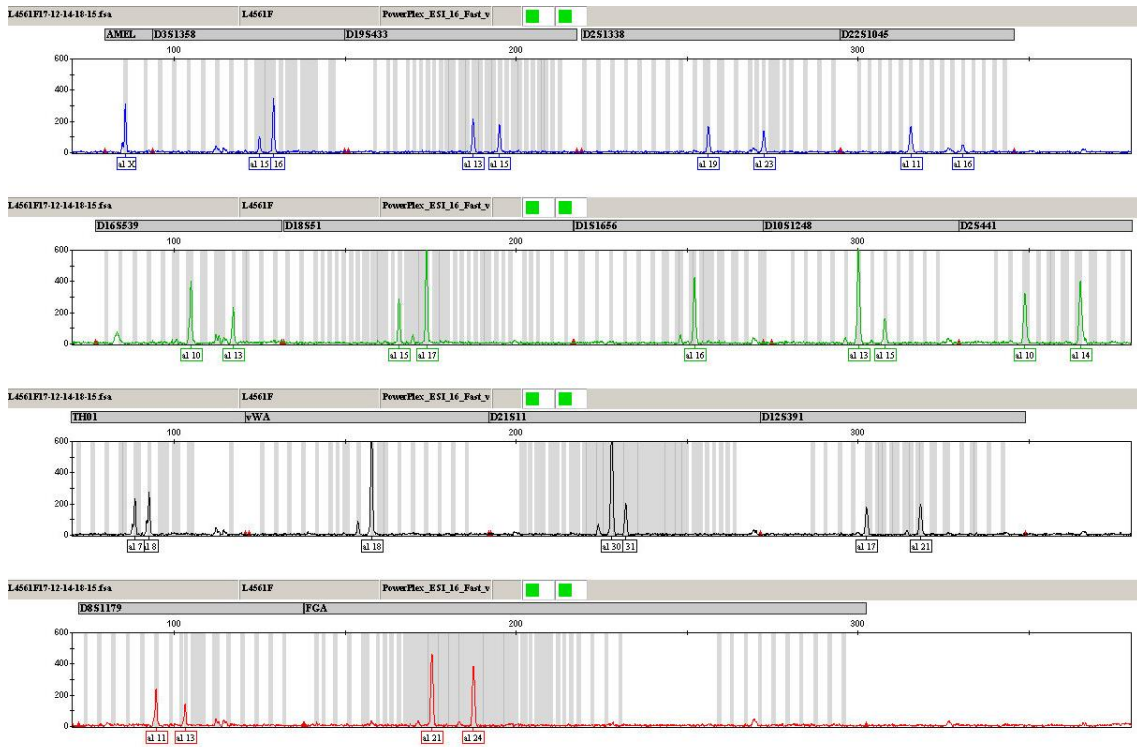 L4561F17-12-14-18-15.fsa L4561F PowerPlex_ESI_16_Fast_v
AMEL D3S1358 D19S433 D2S1338 D22S1045
100 200 300
600
400
200
0
al 15 al 16 al 13 al 15 al 19 al 23 al 11 al 16
L4561F17-12-14-18-15.fsa L4561F PowerPlex_ESI_16_Fast_v
D16S539 D18S51 D1S1656 D10S1248 D2S441
100 200 300
600
400
200
0
al 10 al 13 al 15 al 17 al 16 al 13 al 15 al 10 al 14
L4561F17-12-14-18-15.fsa L4561F PowerPlex_ESI_16_Fast_v
TH01 vWA D21S11 D12S391
100 200 300
600
400
200
0
al 7 al 8 al 18 al 30 31 al 17 al 21
L4561F17-12-14-18-15.fsa L4561F PowerPlex_ESI_16_Fast_v
D8S1179 FGA
100 200 300
600
400
200
0
al 11 al 13 al 21 al 24